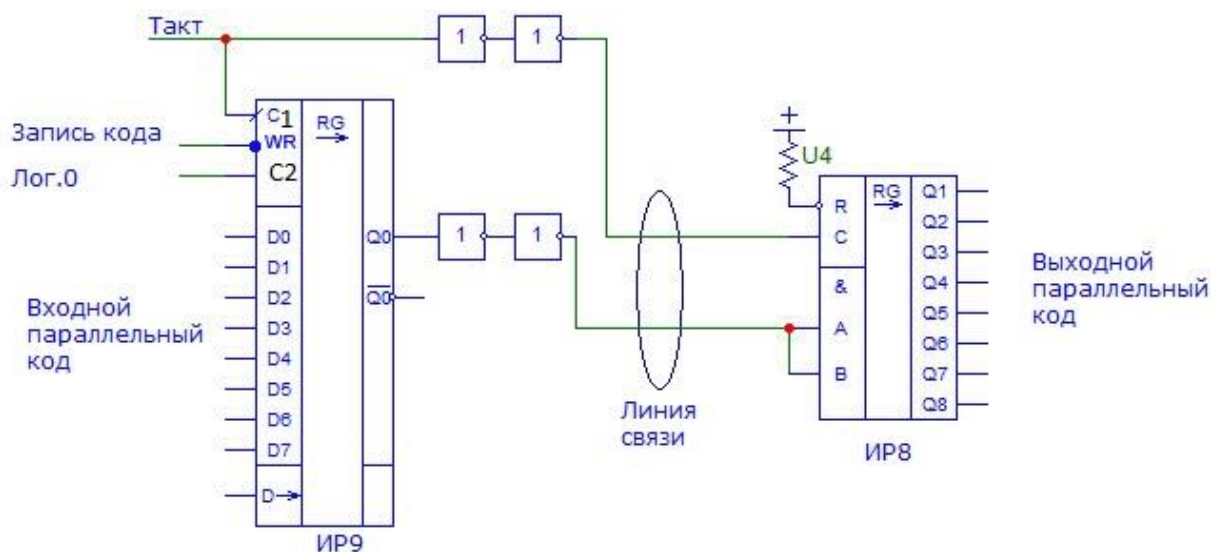 Такт
1
1
C1
RG
Запись кода
WR
+
Лог.0
C2
U4
RG
Q1
R
Q2
D0
Q0
1
1
C
Q3
D1
Выходной
параллельный
код
&
Q4
D2
Q0
Входной
параллельный
код
Q5
D3
A
Q6
D4
B
Q7
D5
Q8
D6
Линия
связи
D7
ИР8
D
ИР9